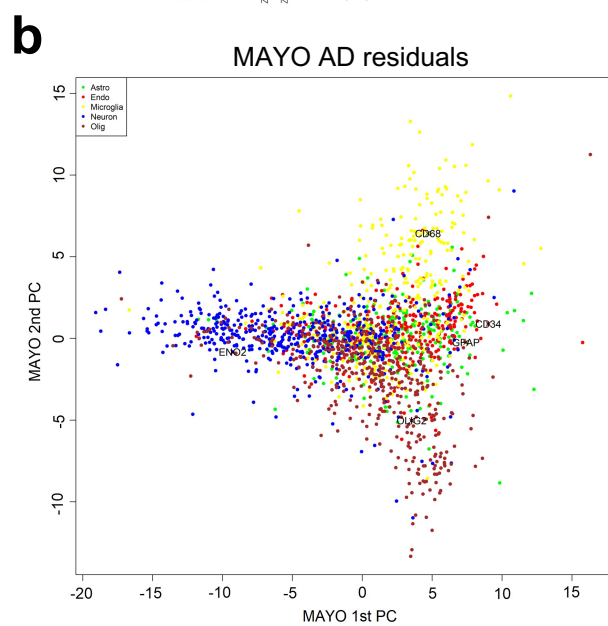 b
MAYO AD residuals
Astro
Endo
Microglia
Neuron
Olig
15
10
5
0
-5
-10
MAYO 2nd PC
CD68
CD34
GFAP
ENO2
OLIG2
-20 -15 -10 -5 0 5 10 15
MAYO 1st PC